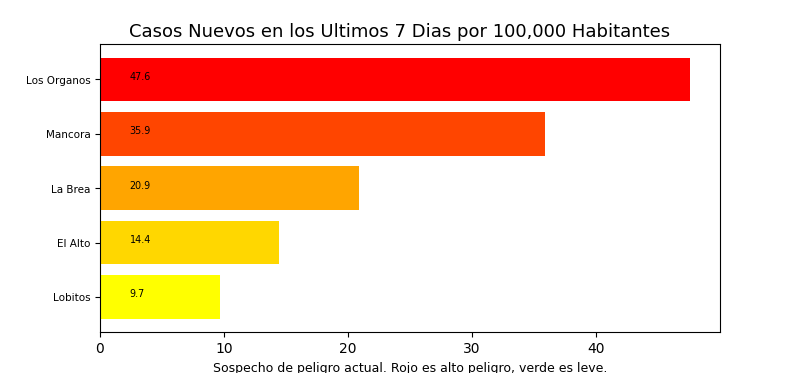 Casos Nuevos en los Ultimos 7 Dias por 100,000 Habitantes
Los Organos 47.6
Mancora 35.9
La Brea 20.9
El Alto 14.4
Lobitos 9.7
0 10 20 30 40
Sospecho de peligro actual. Rojo es alto peligro, verde es leve.